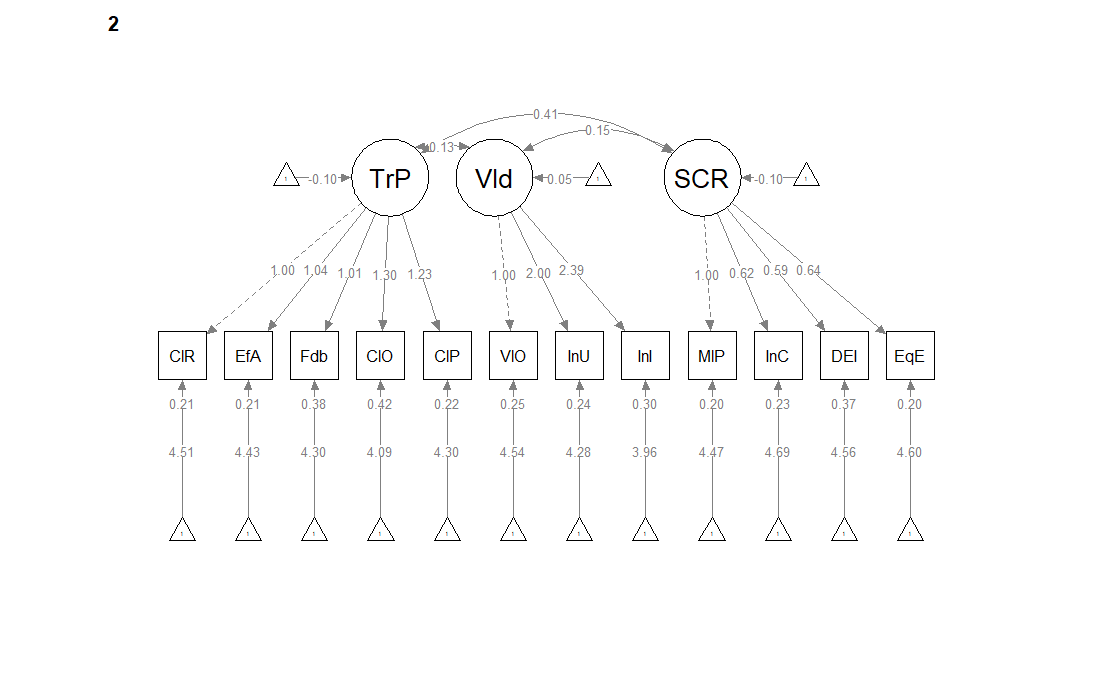 2
0.41
0.15
0.13
TrP
Vld
SCR
-0.10
0.05
-0.10
1.00 1.04 1.01 1.30 1.23 1.00 2.00 2.39 1.00 0.62 0.59 0.64
ClR EfA Fdb ClO ClP VlO InU InI MlP InC DEI EqE
0.21 0.21 0.38 0.42 0.22 0.25 0.24 0.30 0.20 0.23 0.37 0.20
4.51 4.43 4.30 4.09 4.30 4.54 4.28 3.96 4.47 4.69 4.56 4.60